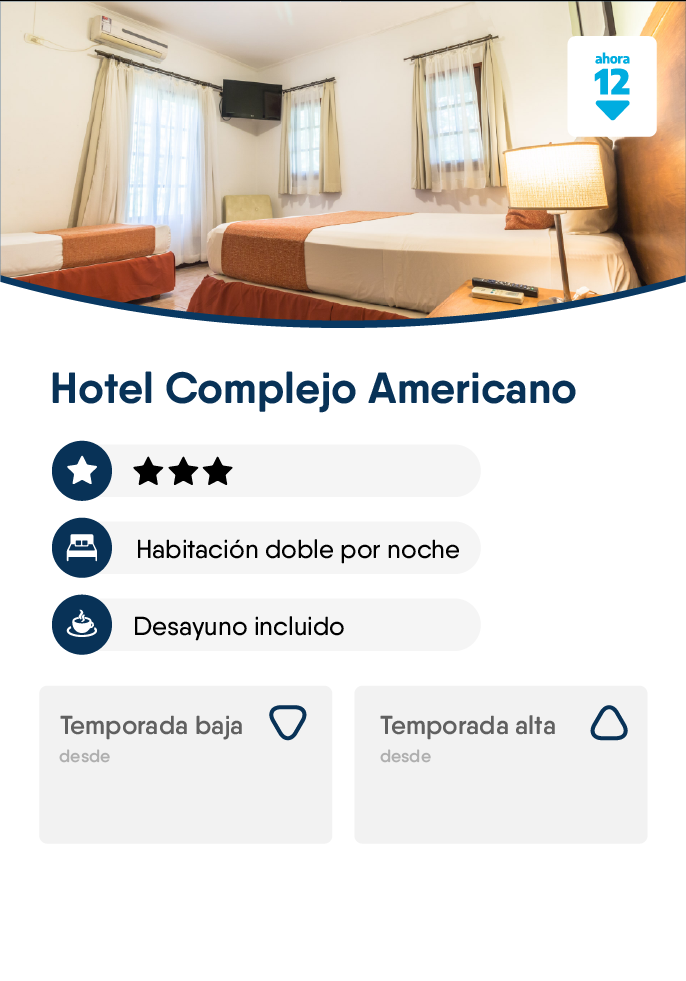 ahora
12
Hotel Complejo Americano
Habitación doble por noche
Desayuno incluido
Temporada baja
desde
Temporada alta
desde